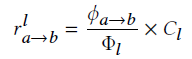 r^l_{a→b} = \frac{ϕ_{a→b}}{Φ_l} × C_l